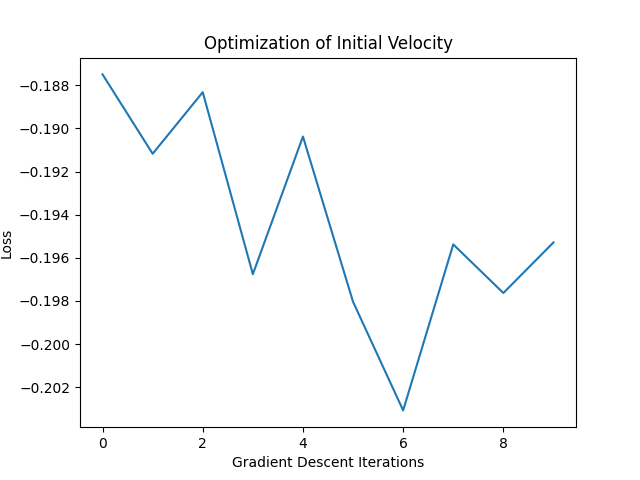 Optimization of Initial Velocity
−0.188
−0.190
−0.192
−0.194
−0.196
−0.198
−0.200
−0.202
Loss
0 2 4 6 8
Gradient Descent Iterations